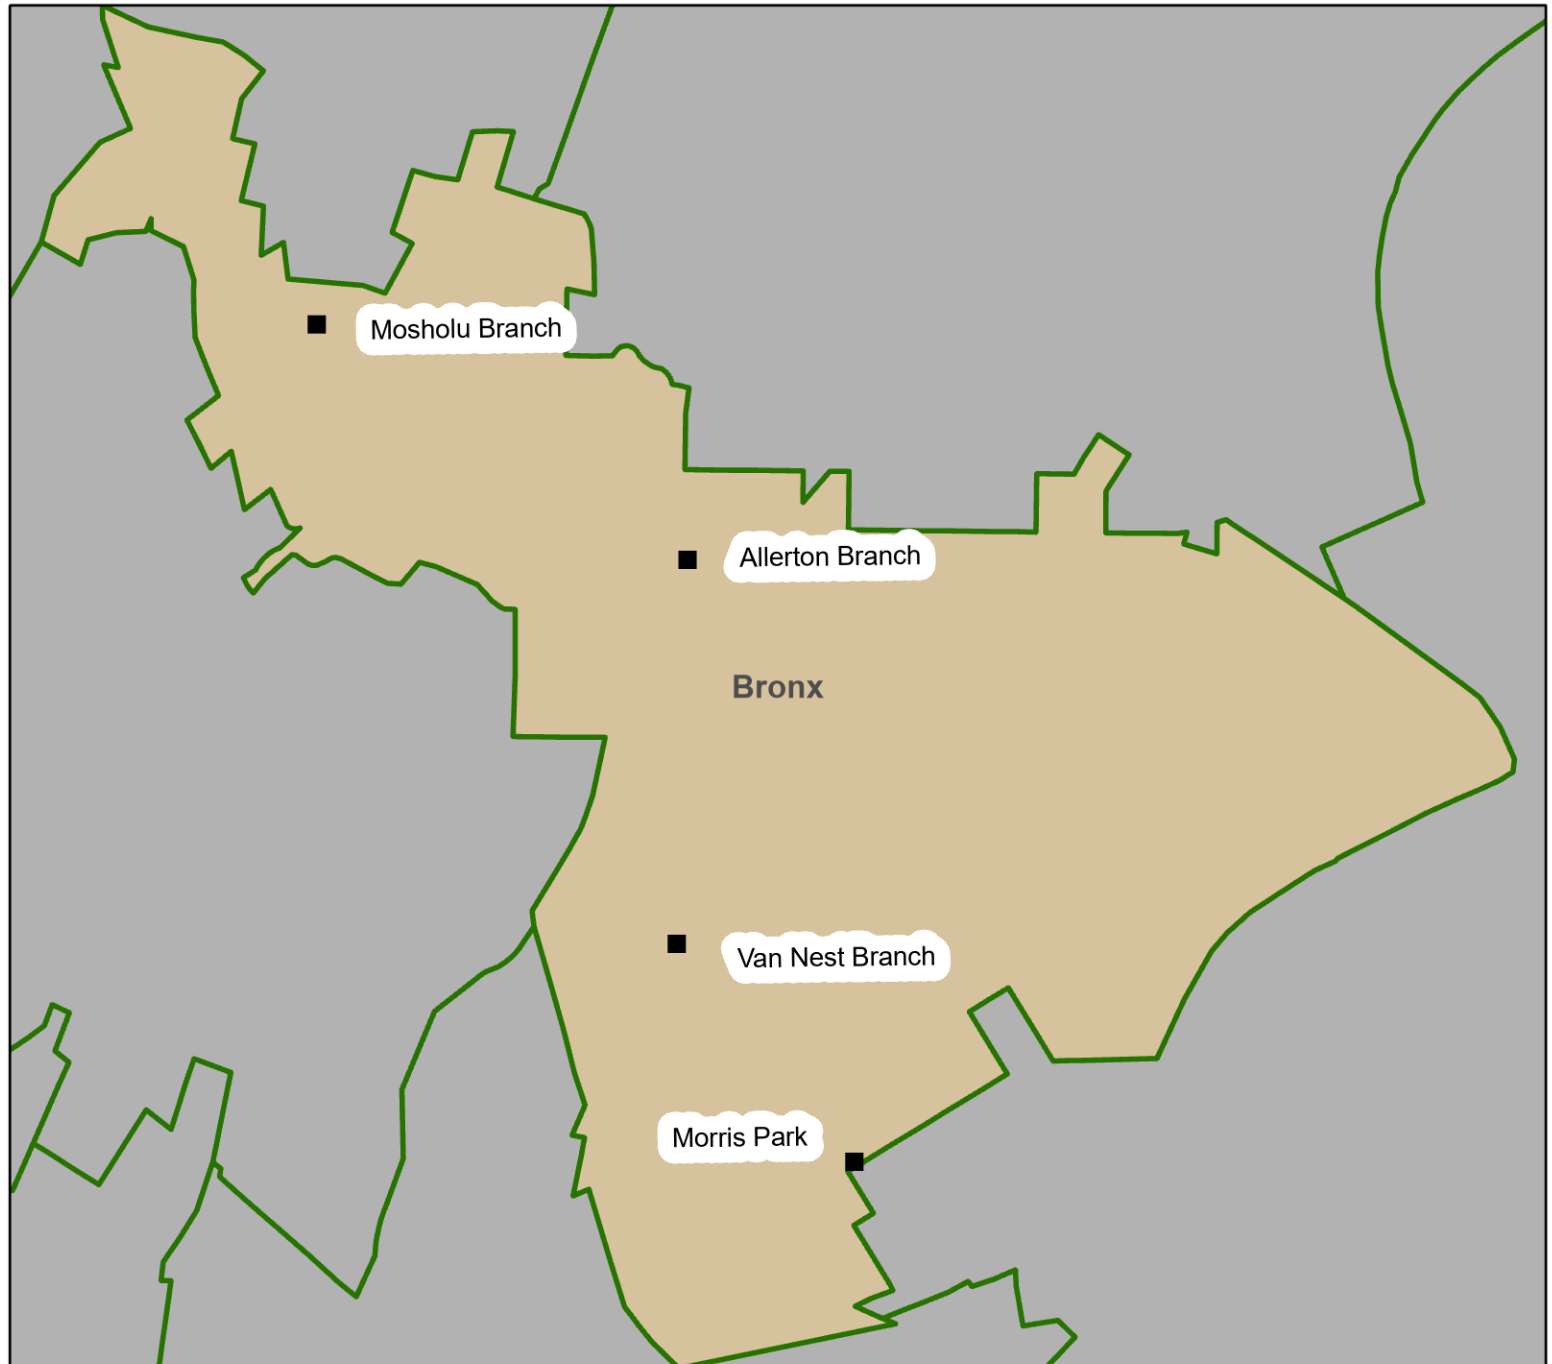 Mosholu Branch
Allerton Branch
Bronx
Van Nest Branch
Morris Park